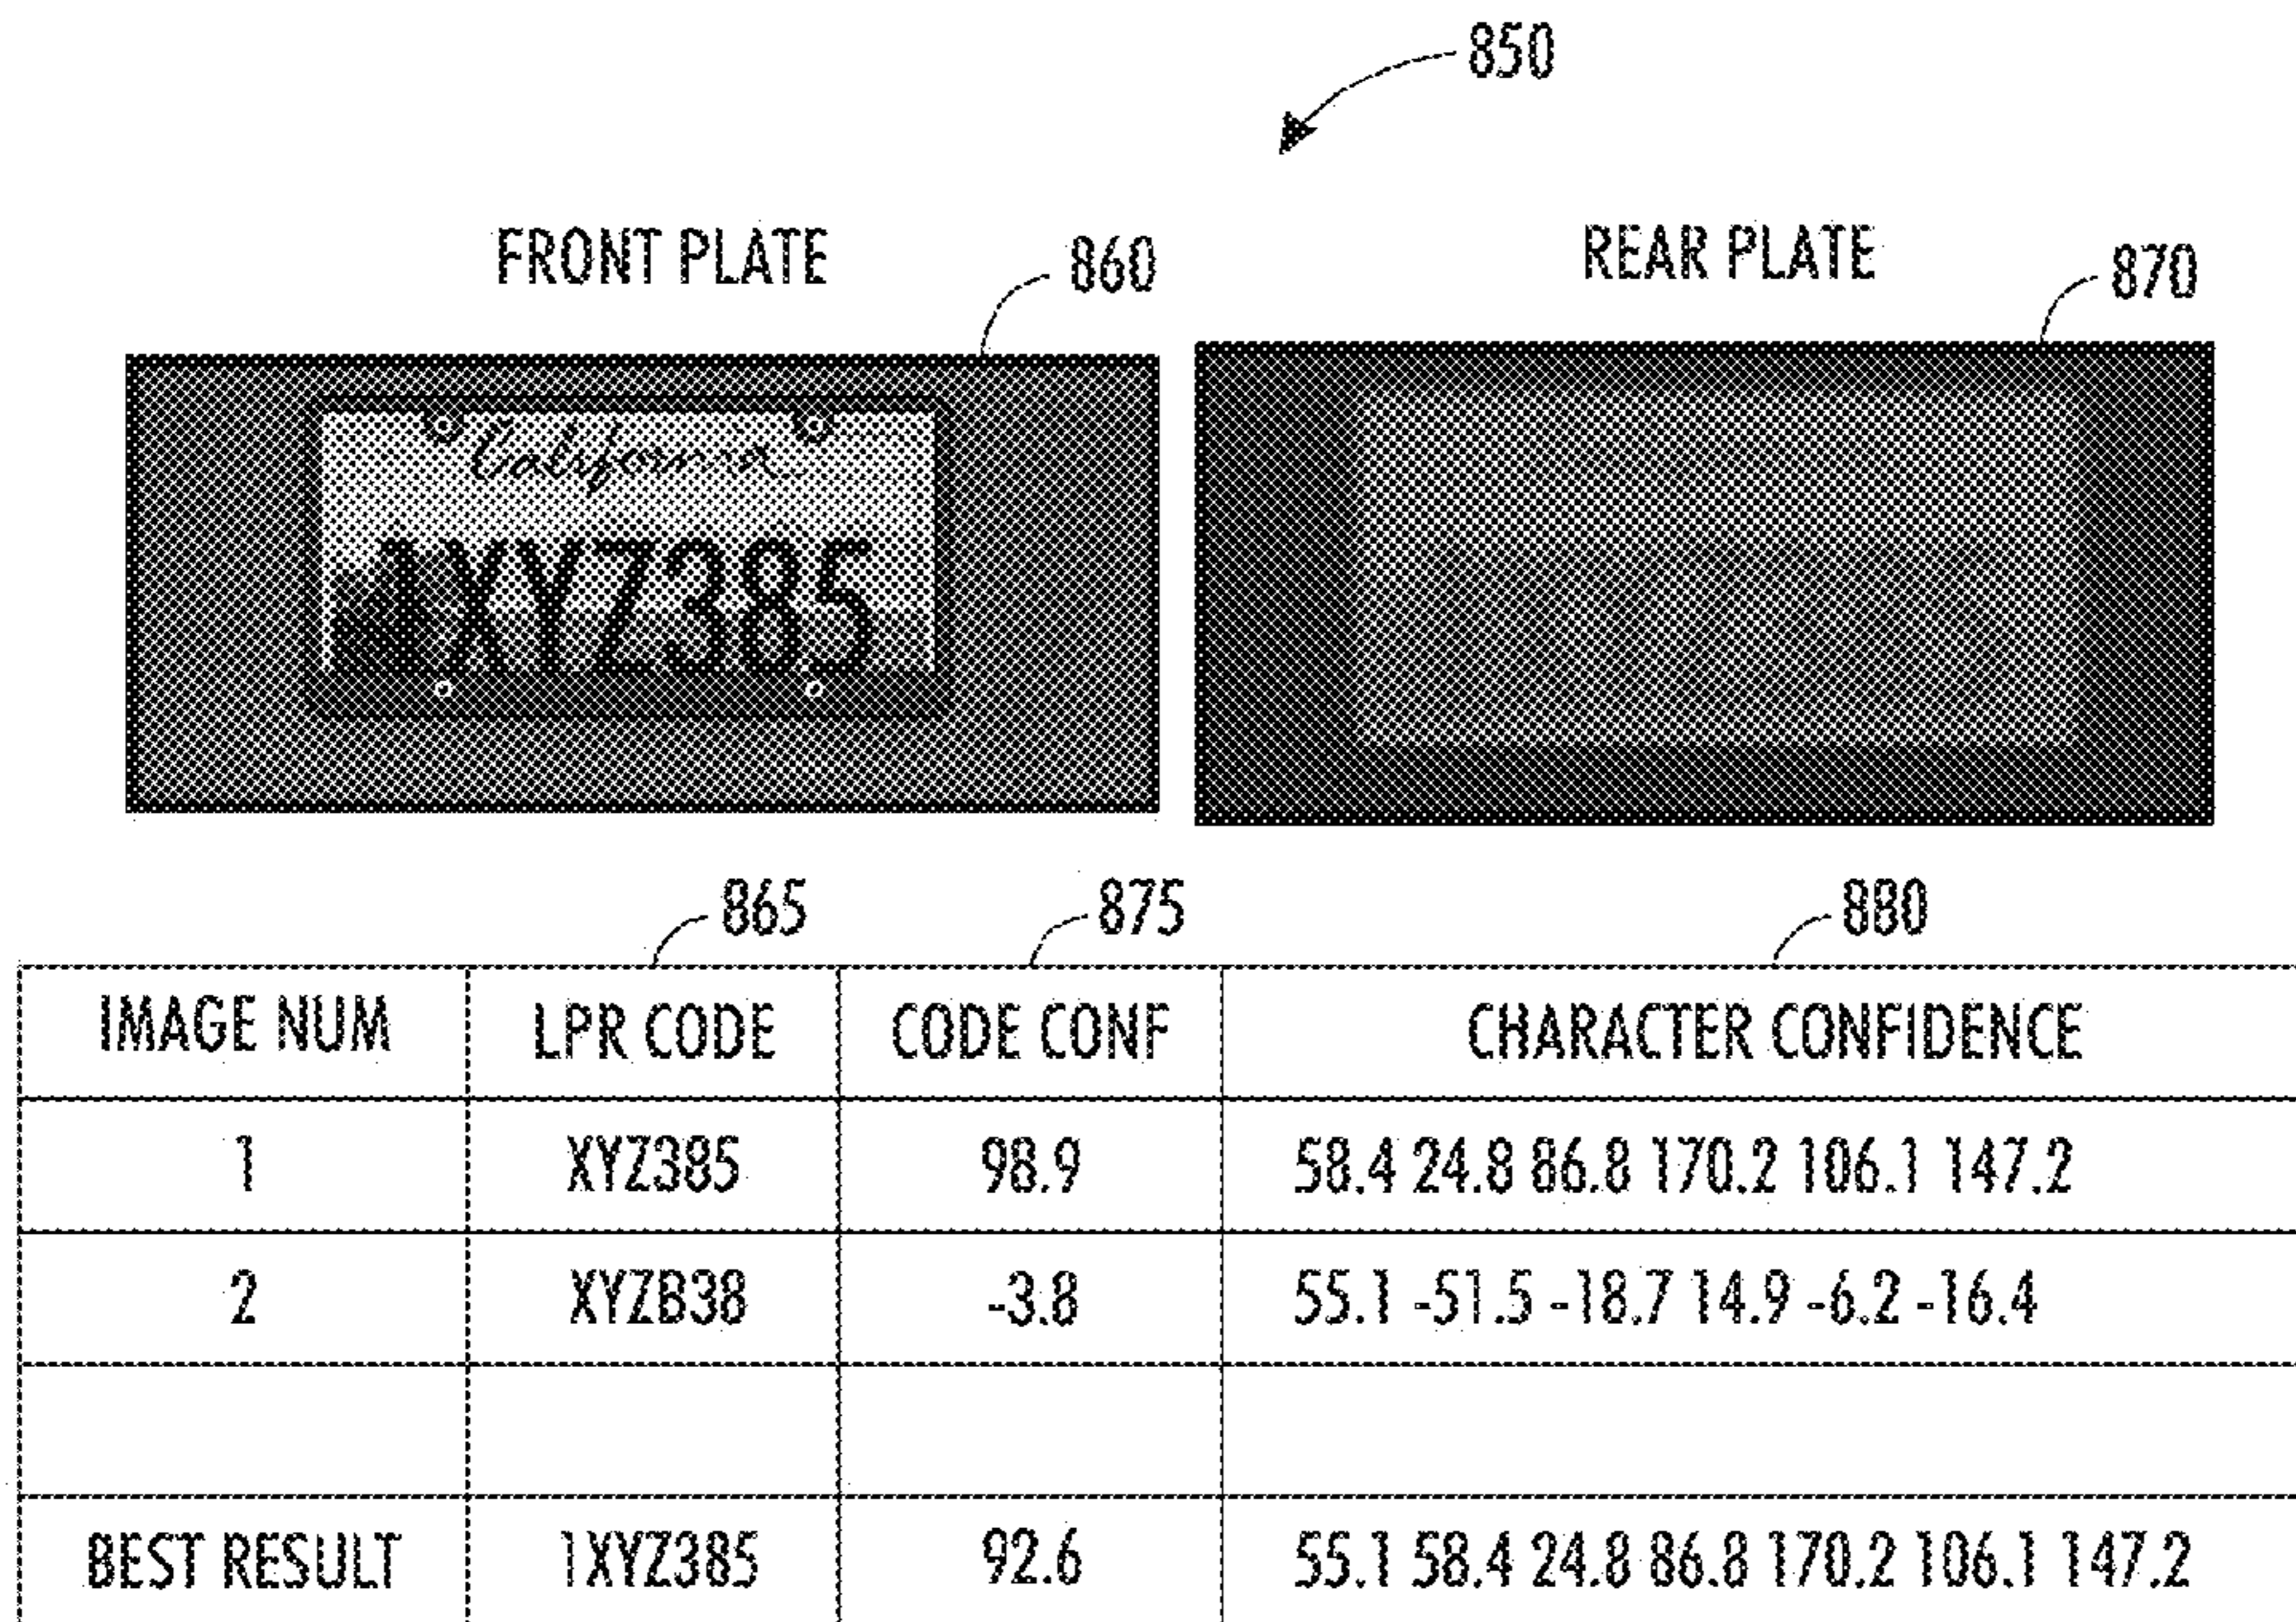 850
FRONT PLATE
860
REAR PLATE
870
California
1XYZ385
865
875
880
IMAGE NUM LPR CODE CODE CONF CHARACTER CONFIDENCE
1 XYZ385 98.9 58.4 24.8 86.8 170.2 106.1 147.2
2 XYZB38 -3.8 55.1 -51.5 -18.7 14.9 -6.2 -16.4
BEST RESULT 1XYZ385 92.6 55.1 58.4 24.8 86.8 170.2 106.1 147.2